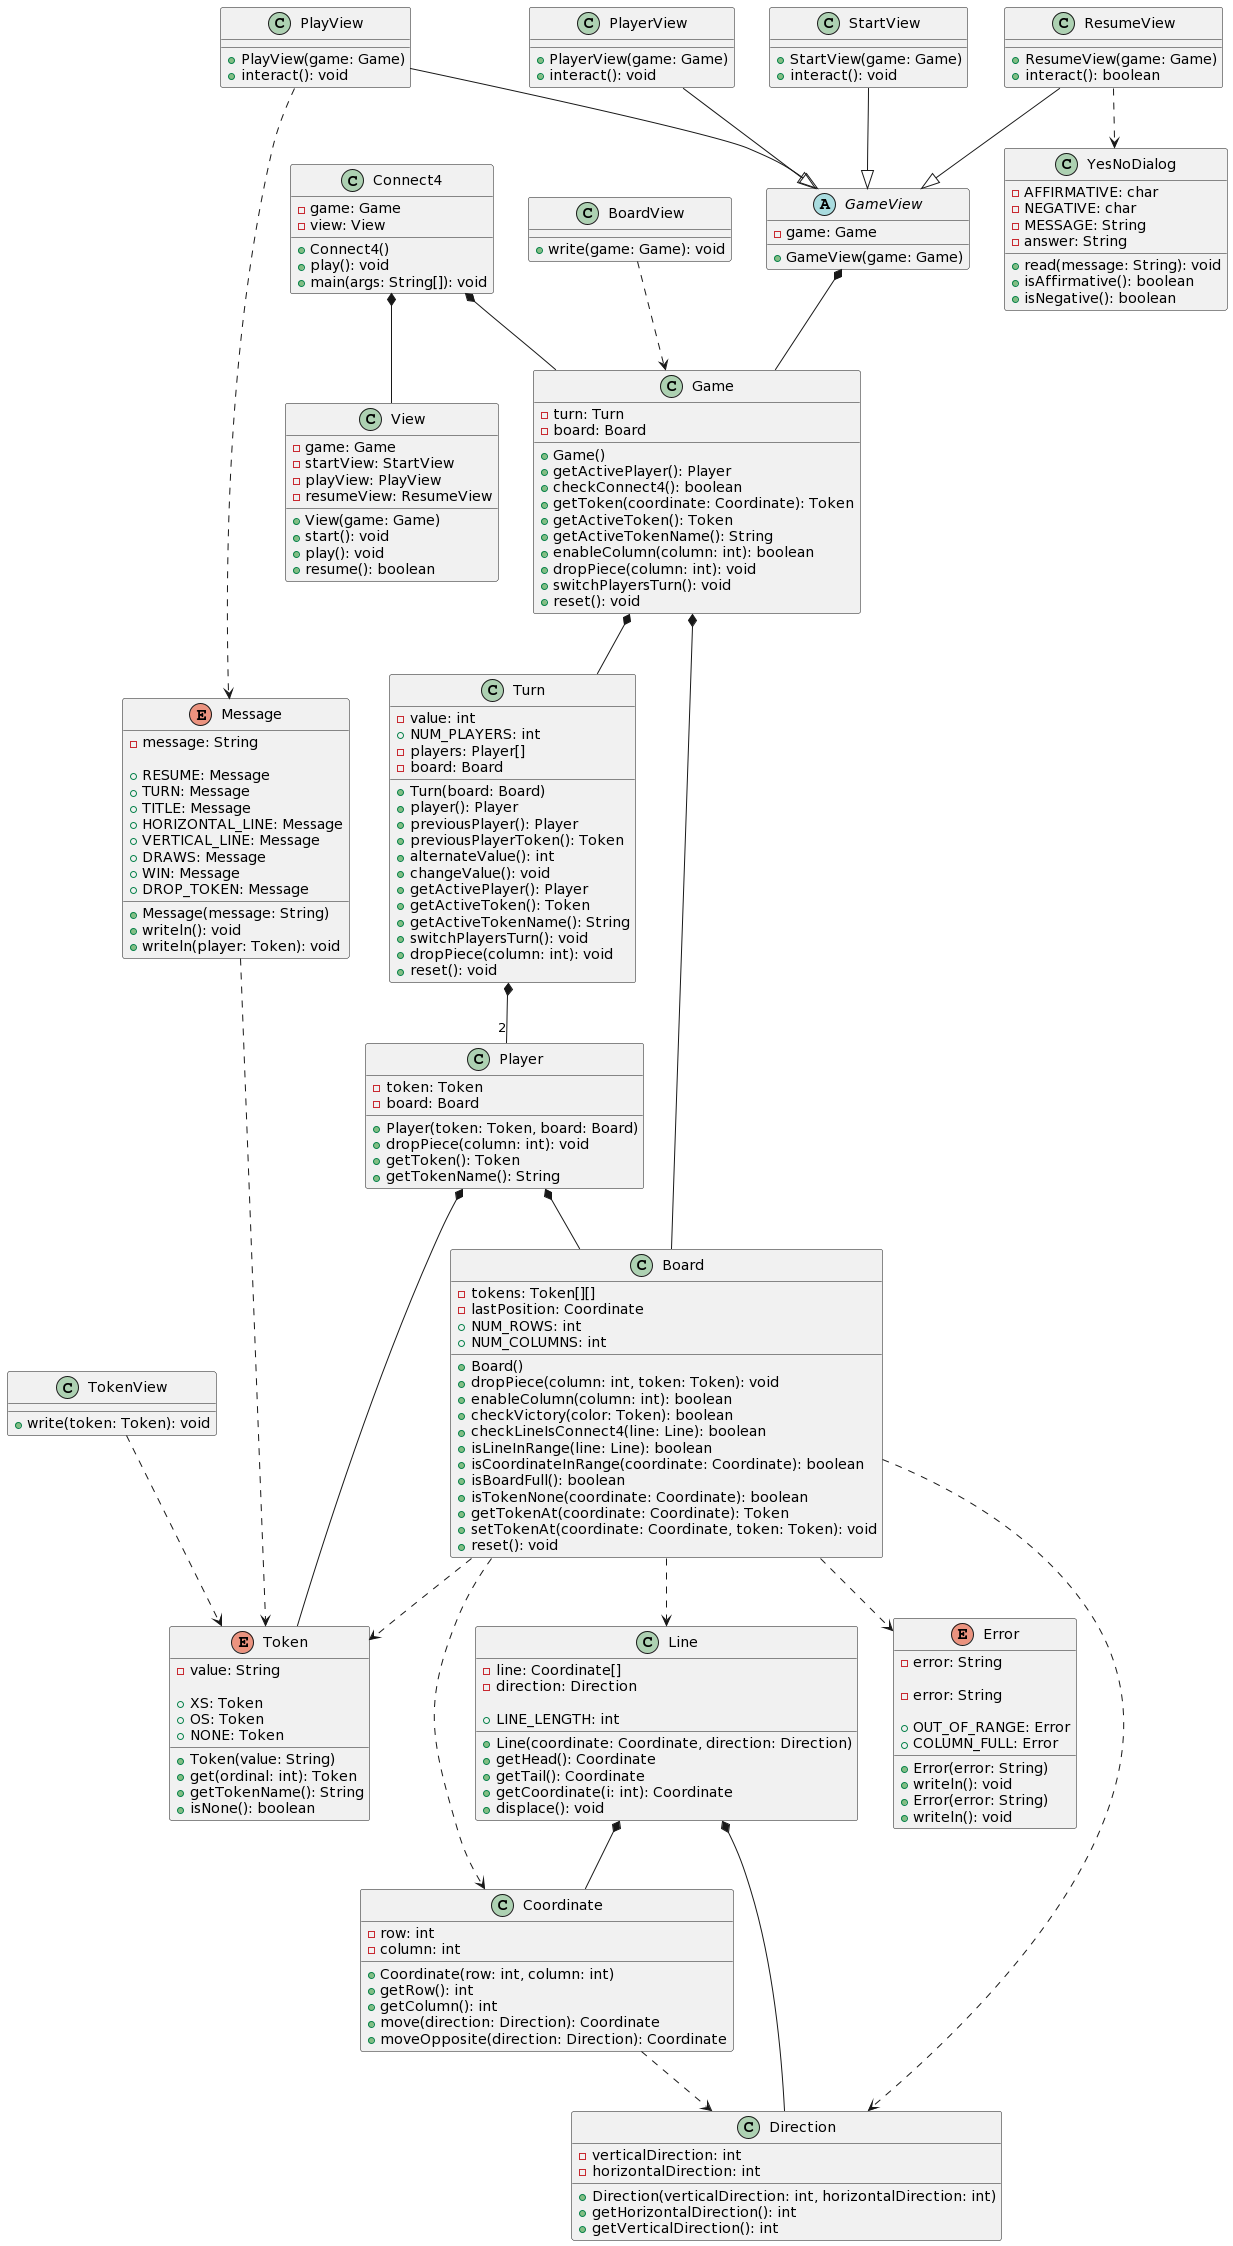 C PlayView
PlayView(game: Game)
interact(): void
C PlayerView
PlayerView(game: Game)
interact(): void
C StartView
StartView(game: Game)
interact(): void
C ResumeView
ResumeView(game: Game)
interact(): boolean
C Connect4
game: Game
view: View
Connect4()
play(): void
main(args: String[]): void
C BoardView
write(game: Game): void
A GameView
game: Game
GameView(game: Game)
C YesNoDialog
AFFIRMATIVE: char
NEGATIVE: char
MESSAGE: String
answer: String
read(message: String): void
isAffirmative(): boolean
isNegative(): boolean
C View
game: Game
startView: StartView
playView: PlayView
resumeView: ResumeView
View(game: Game)
start(): void
play(): void
resume(): boolean
C Game
turn: Turn
board: Board
Game()
getActivePlayer(): Player
checkConnect4(): boolean
getToken(coordinate: Coordinate): Token
getActiveToken(): Token
getActiveTokenName(): String
enableColumn(column: int): boolean
dropPiece(column: int): void
switchPlayersTurn(): void
reset(): void
E Message
message: String
RESUME: Message
TURN: Message
TITLE: Message
HORIZONTAL_LINE: Message
VERTICAL_LINE: Message
DRAWS: Message
WIN: Message
DROP_TOKEN: Message
Message(message: String)
writeln(): void
writeln(player: Token): void
C Turn
value: int
NUM_PLAYERS: int
players: Player[]
board: Board
Turn(board: Board)
player(): Player
previousPlayer(): Player
previousPlayerToken(): Token
alternateValue(): int
changeValue(): void
getActivePlayer(): Player
getActiveToken(): Token
getActiveTokenName(): String
switchPlayersTurn(): void
dropPiece(column: int): void
reset(): void
2
C Player
token: Token
board: Board
Player(token: Token, board: Board)
dropPiece(column: int): void
getToken(): Token
getTokenName(): String
C Board
tokens: Token[][]
lastPosition: Coordinate
NUM_ROWS: int
NUM_COLUMNS: int
Board()
dropPiece(column: int, token: Token): void
enableColumn(column: int): boolean
checkVictory(color: Token): boolean
checkLineIsConnect4(line: Line): boolean
isLineInRange(line: Line): boolean
isCoordinateInRange(coordinate: Coordinate): boolean
isBoardFull(): boolean
isTokenNone(coordinate: Coordinate): boolean
getTokenAt(coordinate: Coordinate): Token
setTokenAt(coordinate: Coordinate, token: Token): void
reset(): void
C TokenView
write(token: Token): void
E Token
value: String
XS: Token
OS: Token
NONE: Token
Token(value: String)
get(ordinal: int): Token
getTokenName(): String
isNone(): boolean
C Line
line: Coordinate[]
direction: Direction
LINE_LENGTH: int
Line(coordinate: Coordinate, direction: Direction)
getHead(): Coordinate
getTail(): Coordinate
getCoordinate(i: int): Coordinate
displace(): void
E Error
error: String
error: String
OUT_OF_RANGE: Error
COLUMN_FULL: Error
Error(error: String)
writeln(): void
Error(error: String)
writeln(): void
C Coordinate
row: int
column: int
Coordinate(row: int, column: int)
getRow(): int
getColumn(): int
move(direction: Direction): Coordinate
moveOpposite(direction: Direction): Coordinate
C Direction
verticalDirection: int
horizontalDirection: int
Direction(verticalDirection: int, horizontalDirection: int)
getHorizontalDirection(): int
getVerticalDirection(): int